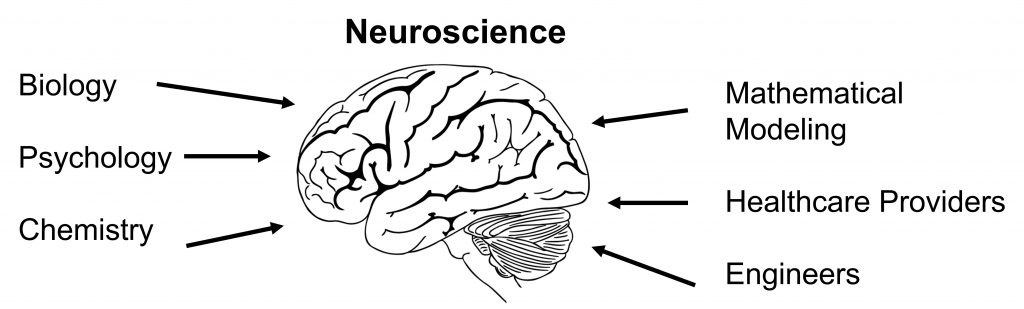 Neuroscience
Biology
Psychology
Chemistry
Mathematical
Modeling
Healthcare Providers
Engineers